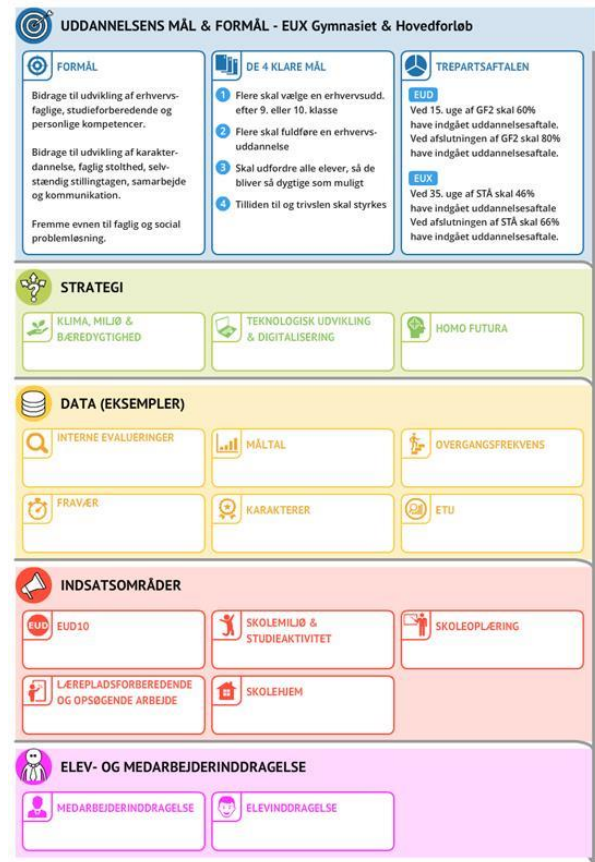 UDDANNELSENS MÅL & FORMÅL - EUX Gymnasiet & Hovedforløb
FORMÅL
Bidrage til udvikling af erhvervs-
faglige, studieforberedende og
personlige kompetencer.
Bidrage til udvikling af karakter-
dannelse, faglig stolthed, selv-
stændig stillingtagen, samarbejde
og kommunikation.
Fremme evnen til faglig og social
problemløsning.
DE 4 KLARE MÅL
1 Flere skal vælge en erhvervsudd.
efter 9. eller 10. klasse
2 Flere skal fuldføre en erhvervs-
uddannelse
3 Skal udfordre alle elever, så de
bliver så dygtige som muligt
4 Tilliden til og trivslen skal styrkes
TREPARTSAFTALEN
EUD
Ved 15. uge af GF2 skal 60%
have indgået uddannelsesaftale.
Ved afslutningen af GF2 skal 80%
have indgået uddannelsesaftale.
EUX
Ved 35. uge af STÅ skal 46%
have indgået uddannelsesaftale
Ved afslutningen af STÅ skal 66%
have indgået uddannelsesaftale.
STRATEGI
KLIMA, MILJØ &
BÆREDYGTIGHED
TEKNOLOGISK UDVIKLING
& DIGITALISERING
HOMO FUTURA
DATA (EKSEMPLER)
INTERNE EVALUERINGER
MÅLTAL
OVERGANGSFREKVENS
FRAVÆR
KARAKTERER
ETU
INDSATSOMRÅDER
EUD EUD10
SKOLEMILJØ &
STUDIEAKTIVITET
SKOLEOPLÆRING
LÆREPLADSFORBEREDENDE
OG OPSØGENDE ARBEJDE
SKOLEHJEM
ELEV- OG MEDARBEJDERINDDRAGELSE
MEDARBEJDERINDDRAGELSE
ELEVINDDRAGELSE